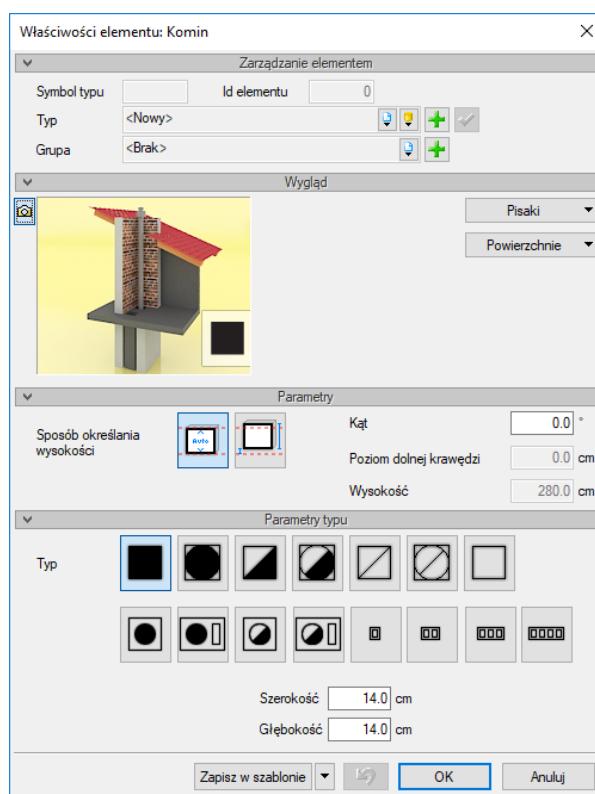 Właściwości elementu: Komin
Zarządzanie elementem
Symbol typu Id elementu 0
Typ <Nowy>
Grupa <Brak>
Wygląd
Pisaki
Powierzchnie
Parametry
Sposób określania
wysokości
Auto
Kąt 0.0 °
Poziom dolnej krawędzi 0.0 cm
Wysokość 280.0 cm
Parametry typu
Typ
Szerokość 14.0 cm
Głębokość 14.0 cm
Zapisz w szablonie OK Anuluj